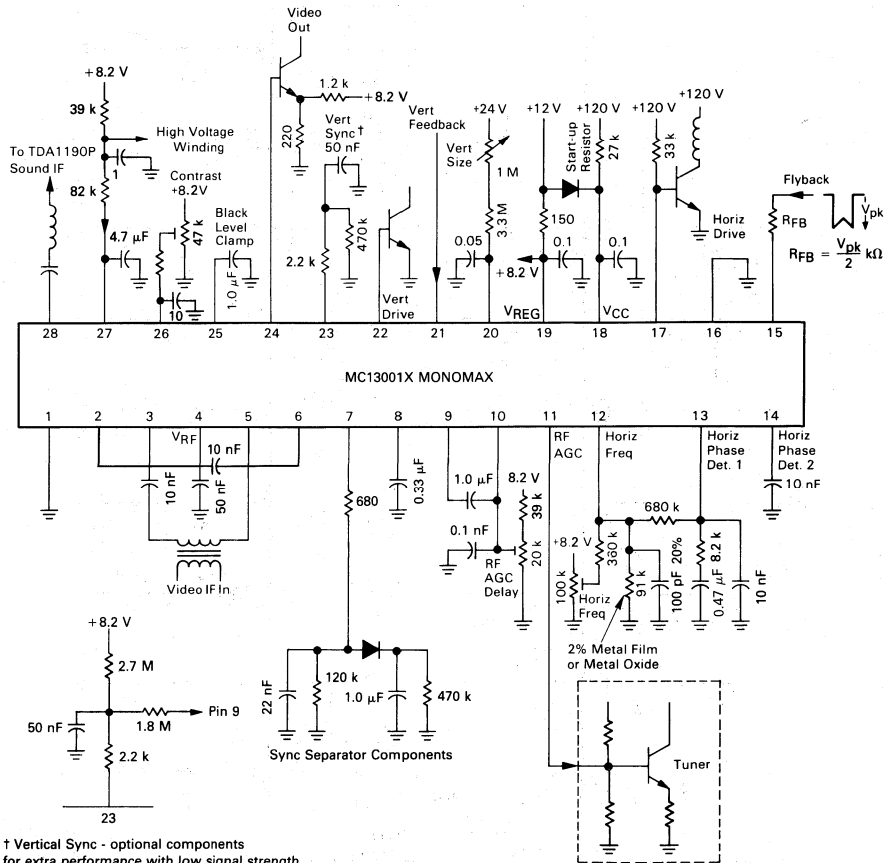 Video
Out
+8.2 V
39 k
1.2 k
+8.2 V
220
High Voltage
Winding
To TDA1190P
Sound IF
1
82 k
Contrast
+8.2V
47 k
4.7 µF
10
Black
Level
Clamp
1.0 µF
Vert
Sync†
50 nF
470 k
2.2 k
Vert
Feedback
Vert
Drive
+24 V
Vert
Size
1 M
3.3 M
0.05
+8.2 V
+12 V
Start-up
Resistor
150
0.1
+120 V
27 k
0.1
+120 V
33 k
+120 V
Horiz
Drive
Flyback
Vpk
RFB
RFB = Vpk/2 kΩ
VREG
VCC
28 27 26 25 24 23 22 21 20 19 18 17 16 15
MC13001X MONOMAX
1 2 3 4 5 6 7 8 9 10 11 12 13 14
VRF
10 nF
10 nF
50 nF
Video IF In
680
0.33 µF
1.0 µF
0.1 nF
8.2 V
39 k
20 k
RF
AGC
Delay
RF
AGC
Horiz
Freq
Horiz
Phase
Det. 1
Horiz
Phase
Det. 2
10 nF
680 k
+8.2 V
100 k
360 k
Horiz
Freq
91 k
100 pF 20%
0.47 µF 8.2 k
10 nF
2% Metal Film
or Metal Oxide
22 nF
120 k
1.0 µF
470 k
Sync Separator Components
Tuner
+8.2 V
2.7 M
50 nF
1.8 M
Pin 9
2.2 k
23
† Vertical Sync - optional components
for extra performance with low signal strength